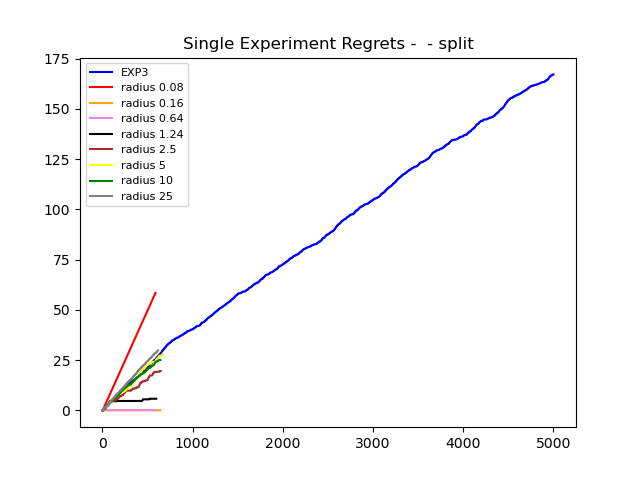 Single Experiment Regrets -  - split
175
150
125
100
75
50
25
0
EXP3
radius 0.08
radius 0.16
radius 0.64
radius 1.24
radius 2.5
radius 5
radius 10
radius 25
0 1000 2000 3000 4000 5000